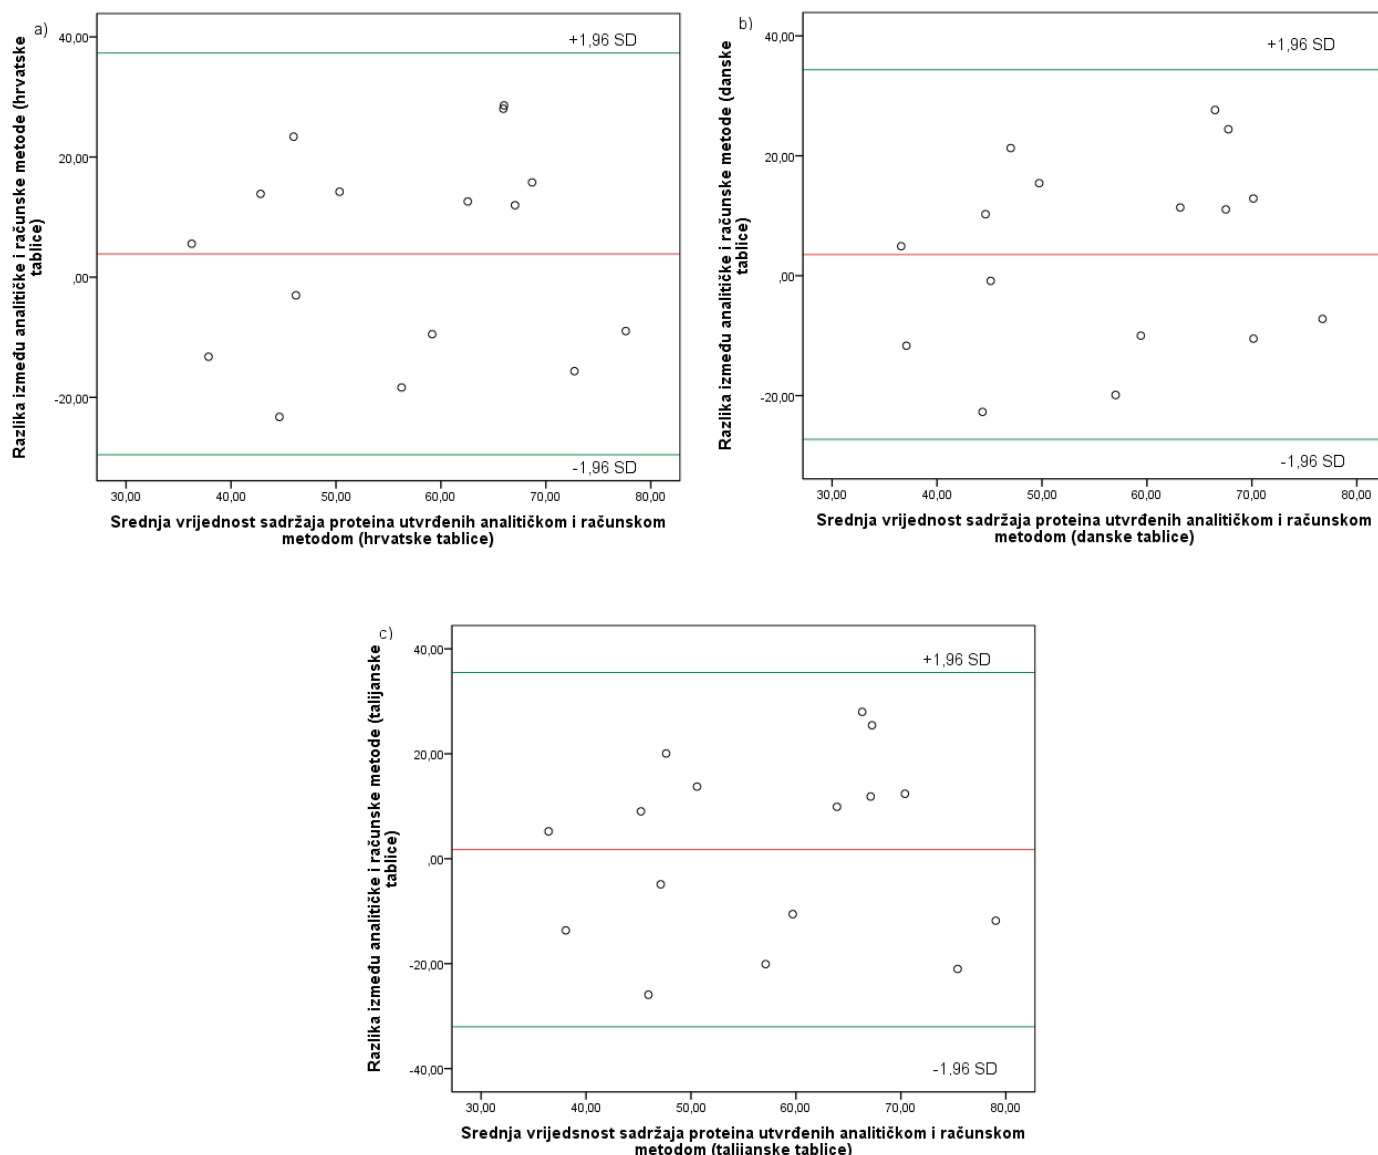 a)
+1,96 SD
40,00
20,00
,00
-20,00
-1,96 SD
30,00 40,00 50,00 60,00 70,00 80,00
Razlika između analitičke i računske metode (hrvatske
tablice)
Srednja vrijednost sadržaja proteina utvrđenih analitičkom i računskom
metodom (hrvatske tablice)
b)
+1,96 SD
40,00
20,00
,00
-20,00
-1,96 SD
30,00 40,00 50,00 60,00 70,00 80,00
Razlika između analitičke i računske metode (danske
tablice)
Srednja vrijednost sadržaja proteina utvrđenih analitičkom i računskom
metodom (danske tablice)
c)
+1,96 SD
40,00
20,00
,00
-20,00
-40,00
-1,96 SD
30,00 40,00 50,00 60,00 70,00 80,00
Razlika između analitičke i računske metode (talijanske
tablice)
Srednja vrijedsnost sadržaja proteina utvrđenih analitičkom i računskom
metodom (talijanske tablice)